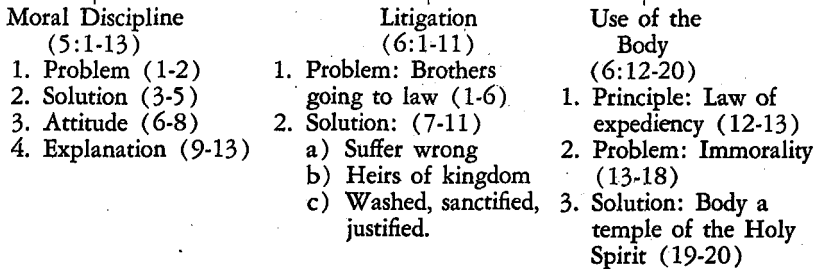 Moral Discipline
(5:1-13)
1. Problem (1-2)
2. Solution (3-5)
3. Attitude (6-8)
4. Explanation (9-13)
Litigation
(6:1-11)
1. Problem: Brothers
going to law (1-6)
2. Solution: (7-11)
a) Suffer wrong
b) Heirs of kingdom
c) Washed, sanctified,
justified.
Use of the
Body
(6:12-20)
1. Principle: Law of
expediency (12-13)
2. Problem: Immorality
(13-18)
3. Solution: Body a
temple of the Holy
Spirit (19-20)